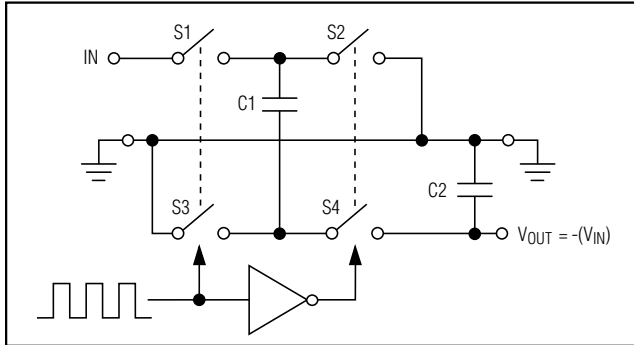 S1
S2
IN
C1
S3
S4
C2
VOUT = -(VIN)